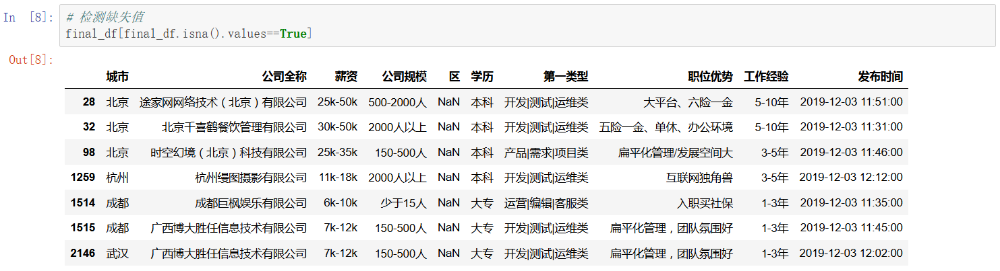 In [8]:
# 检测缺失值
final_df[final_df.isna().values==True]
Out[8]:
城市 公司全称 薪资 公司规模 区 学历 第一类型 职位优势 工作经验 发布时间
28 北京 途家网网络技术（北京）有限公司 25k-50k 500-2000人 NaN 本科 开发|测试|运维类 大平台、六险一金 5-10年 2019-12-03 11:51:00
32 北京 北京千喜鹤餐饮管理有限公司 30k-50k 2000人以上 NaN 本科 开发|测试|运维类 五险一金、单休、办公环境 5-10年 2019-12-03 11:31:00
98 北京 时空幻境（北京）科技有限公司 25k-35k 150-500人 NaN 本科 产品|需求|项目类 扁平化管理/发展空间大 3-5年 2019-12-03 11:46:00
1259 杭州 杭州缦图摄影有限公司 11k-18k 2000人以上 NaN 本科 开发|测试|运维类 互联网独角兽 3-5年 2019-12-03 12:12:00
1514 成都 成都巨枫娱乐有限公司 6k-10k 少于15人 NaN 大专 运营|编辑|客服类 入职买社保 1-3年 2019-12-03 11:35:00
1515 成都 广西博大胜任信息技术有限公司 7k-12k 150-500人 NaN 大专 开发|测试|运维类 扁平化管理，团队氛围好 1-3年 2019-12-03 11:45:00
2146 武汉 广西博大胜任信息技术有限公司 7k-12k 150-500人 NaN 大专 开发|测试|运维类 扁平化管理，团队氛围好 1-3年 2019-12-03 12:02:00